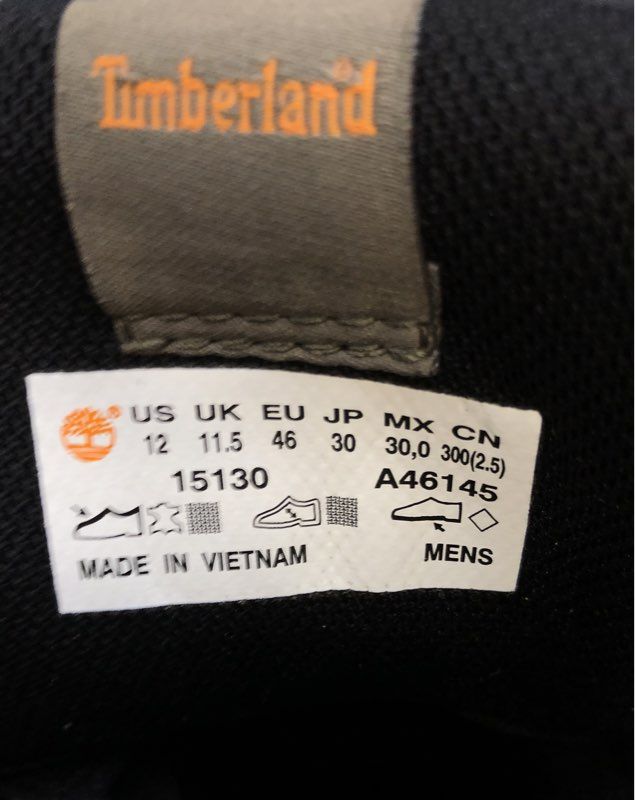 Timberland®
US UK EU JP MX CN
12 11.5 46 30 30,0 300(2.5)
15130 A46145
MADE IN VIETNAM MENS